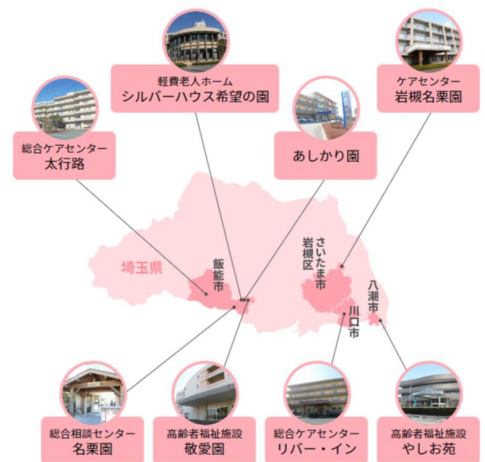 軽費老人ホーム
シルバーハウス希望の園
ケアセンター
岩槻名栗園
総合ケアセンター
太行路
あしかり園
埼玉県
飯能市
さいたま市
岩槻区
川口市
八潮市
総合相談センター
名栗園
高齢者福祉施設
敬愛園
総合ケアセンター
リバー・イン
高齢者福祉施設
やしお苑